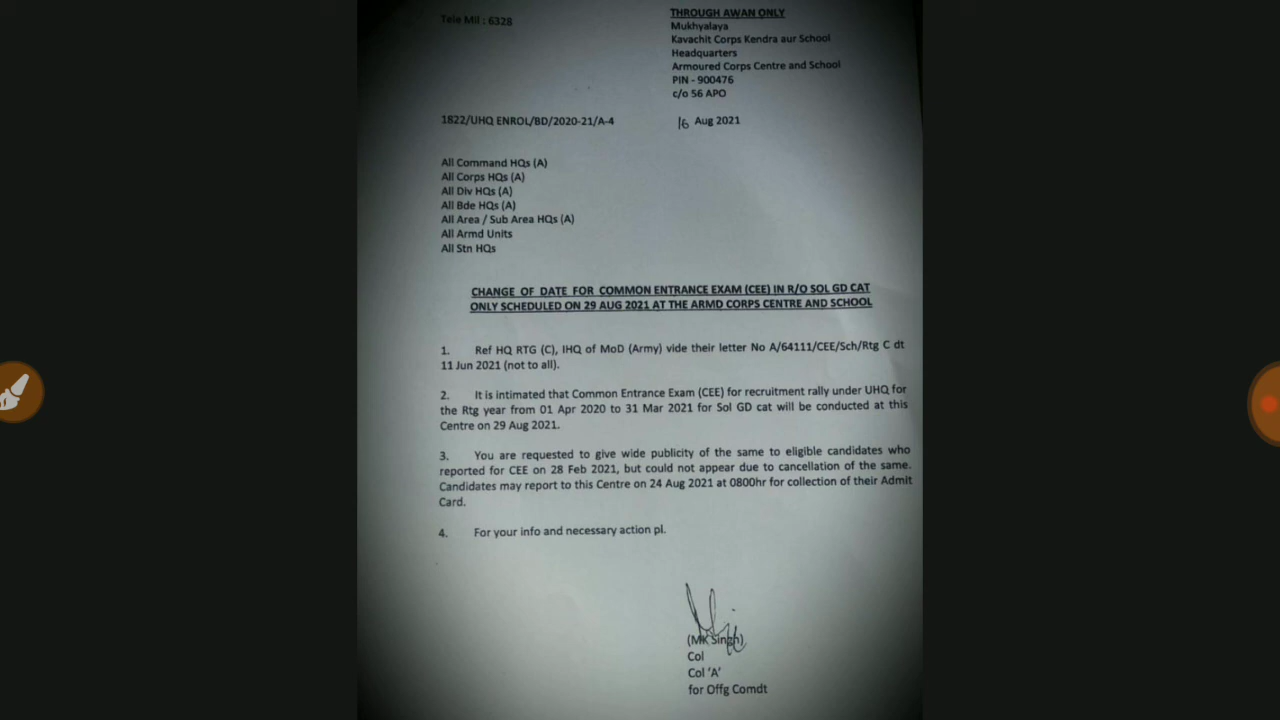 Tele Mil : 6328
THROUGH AWAN ONLY
Mukhyalaya
Kavachit Corps Kendra aur School
Headquarters
Armoured Corps Centre and School
PIN - 900476
c/o 56 APO
1822/UHQ ENROL/BD/2020-21/A-4
16 Aug 2021
All Command HQs (A)
All Corps HQs (A)
All Div HQs (A)
All Bde HQs (A)
All Area / Sub Area HQs (A)
All Armd Units
All Stn HQs
CHANGE OF DATE FOR COMMON ENTRANCE EXAM (CEE) IN R/O SOL GD CAT
ONLY SCHEDULED ON 29 AUG 2021 AT THE ARMD CORPS CENTRE AND SCHOOL
1. Ref HQ RTG (C), IHQ of MoD (Army) vide their letter No A/64111/CEE/Sch/Rtg C dt
11 Jun 2021 (not to all).
2. It is intimated that Common Entrance Exam (CEE) for recruitment rally under UHQ for
the Rtg year from 01 Apr 2020 to 31 Mar 2021 for Sol GD cat will be conducted at this
Centre on 29 Aug 2021.
3. You are requested to give wide publicity of the same to eligible candidates who
reported for CEE on 28 Feb 2021, but could not appear due to cancellation of the same.
Candidates may report to this Centre on 24 Aug 2021 at 0800hr for collection of their Admit
Card.
4. For your info and necessary action pl.
(MK Singh)
Col
Col 'A'
for Offg Comdt